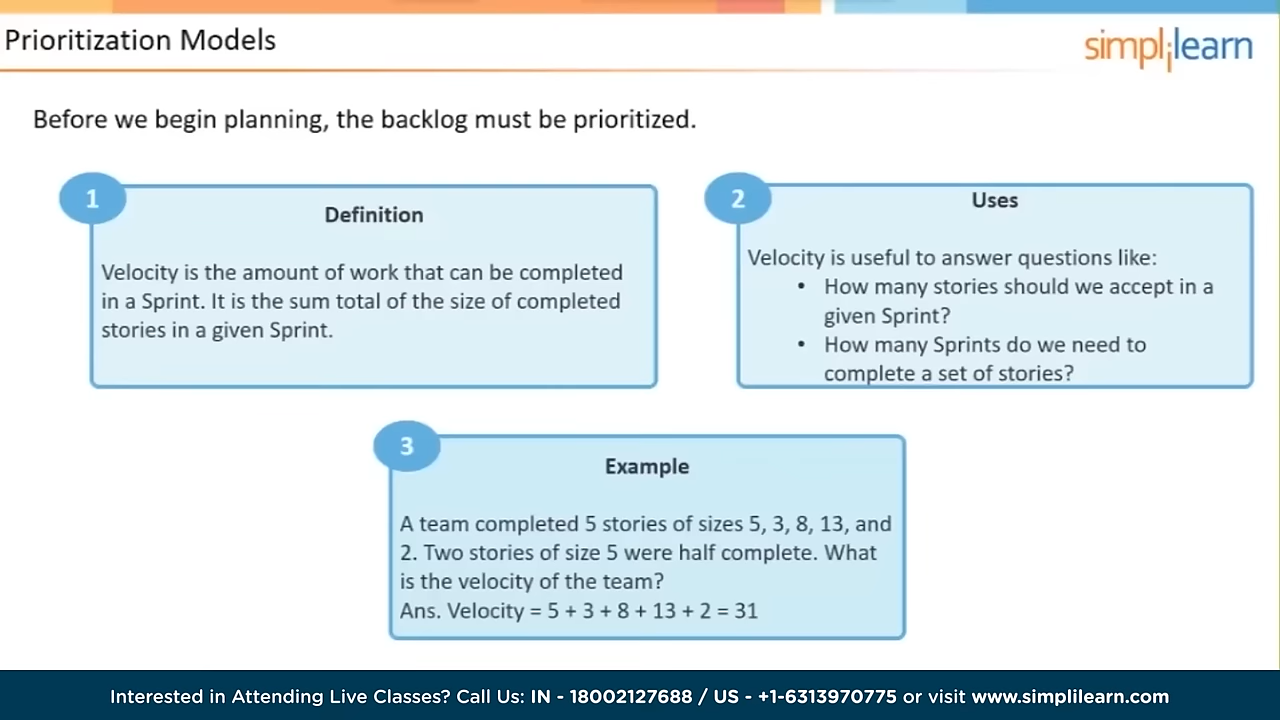 Prioritization Models
simplilearn
Before we begin planning, the backlog must be prioritized.
1
Definition
Velocity is the amount of work that can be completed
in a Sprint. It is the sum total of the size of completed
stories in a given Sprint.
2
Uses
Velocity is useful to answer questions like:
• How many stories should we accept in a
given Sprint?
• How many Sprints do we need to
complete a set of stories?
3
Example
A team completed 5 stories of sizes 5, 3, 8, 13, and
2. Two stories of size 5 were half complete. What
is the velocity of the team?
Ans. Velocity = 5 + 3 + 8 + 13 + 2 = 31
Interested in Attending Live Classes? Call Us: IN - 18002127688 / US - +1-6313970775 or visit www.simplilearn.com